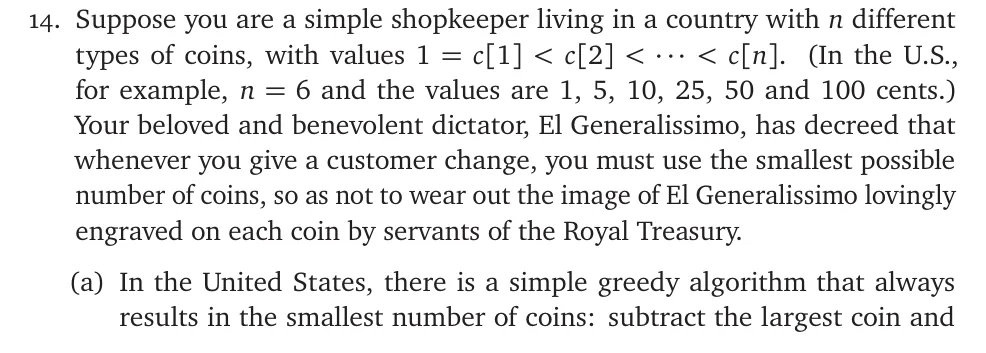 14. Suppose you are a simple shopkeeper living in a country with n different
types of coins, with values 1 = c[1] < c[2] < ··· < c[n]. (In the U.S.,
for example, n = 6 and the values are 1, 5, 10, 25, 50 and 100 cents.)
Your beloved and benevolent dictator, El Generalissimo, has decreed that
whenever you give a customer change, you must use the smallest possible
number of coins, so as not to wear out the image of El Generalissimo lovingly
engraved on each coin by servants of the Royal Treasury.
(a) In the United States, there is a simple greedy algorithm that always
results in the smallest number of coins: subtract the largest coin and